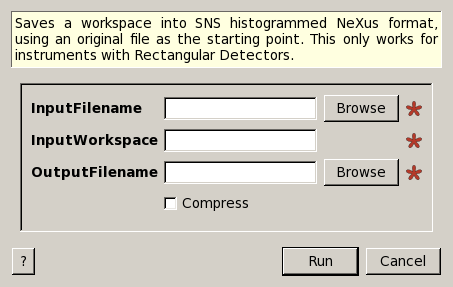 Saves a workspace into SNS histogrammed NeXus format,
using an original file as the starting point. This only works for
instruments with Rectangular Detectors.
InputFilename Browse *
InputWorkspace *
OutputFilename Browse *
Compress
? Run Cancel